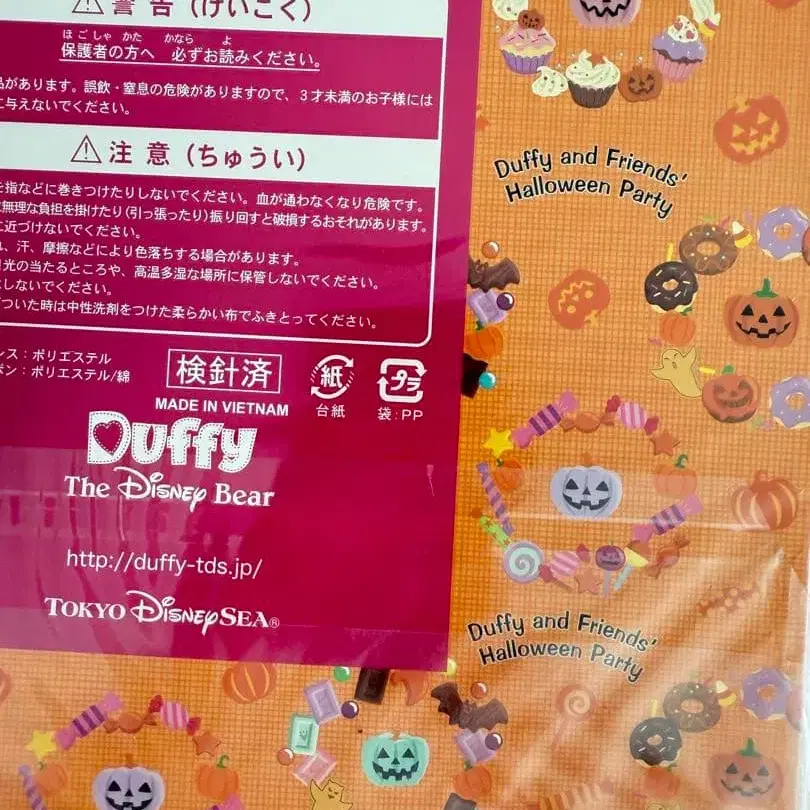 ⚠警告（けいこく）
ほごしゃ かた かなら よ
保護者の方へ 必ずお読みください。
品があります。誤飲・窒息の危険がありますので、3才未満のお子様には
に与えないでください。
⚠注意（ちゅうい）
を指などに巻きつけたりしないでください。血が通わなくなり危険です。
に無理な負担を掛けたり（引っ張ったり）振り回すと破損するおそれがあります。
に近づけないでください。
れ、汗、摩擦などにより色落ちする場合があります。
光の当たるところや、高温多湿な場所に保管しないでください。
にしないでください。
がついた時は中性洗剤をつけた柔らかい布でふきとってください。
ンス：ポリエステル
ボン：ポリエステル/綿
検針済
紙
台紙
プラ
袋：PP
MADE IN VIETNAM
Duffy
The Disney Bear
http://duffy-tds.jp/
TOKYO DisneySEA®
Duffy and Friends'
Halloween Party
Duffy and Friends'
Halloween Party